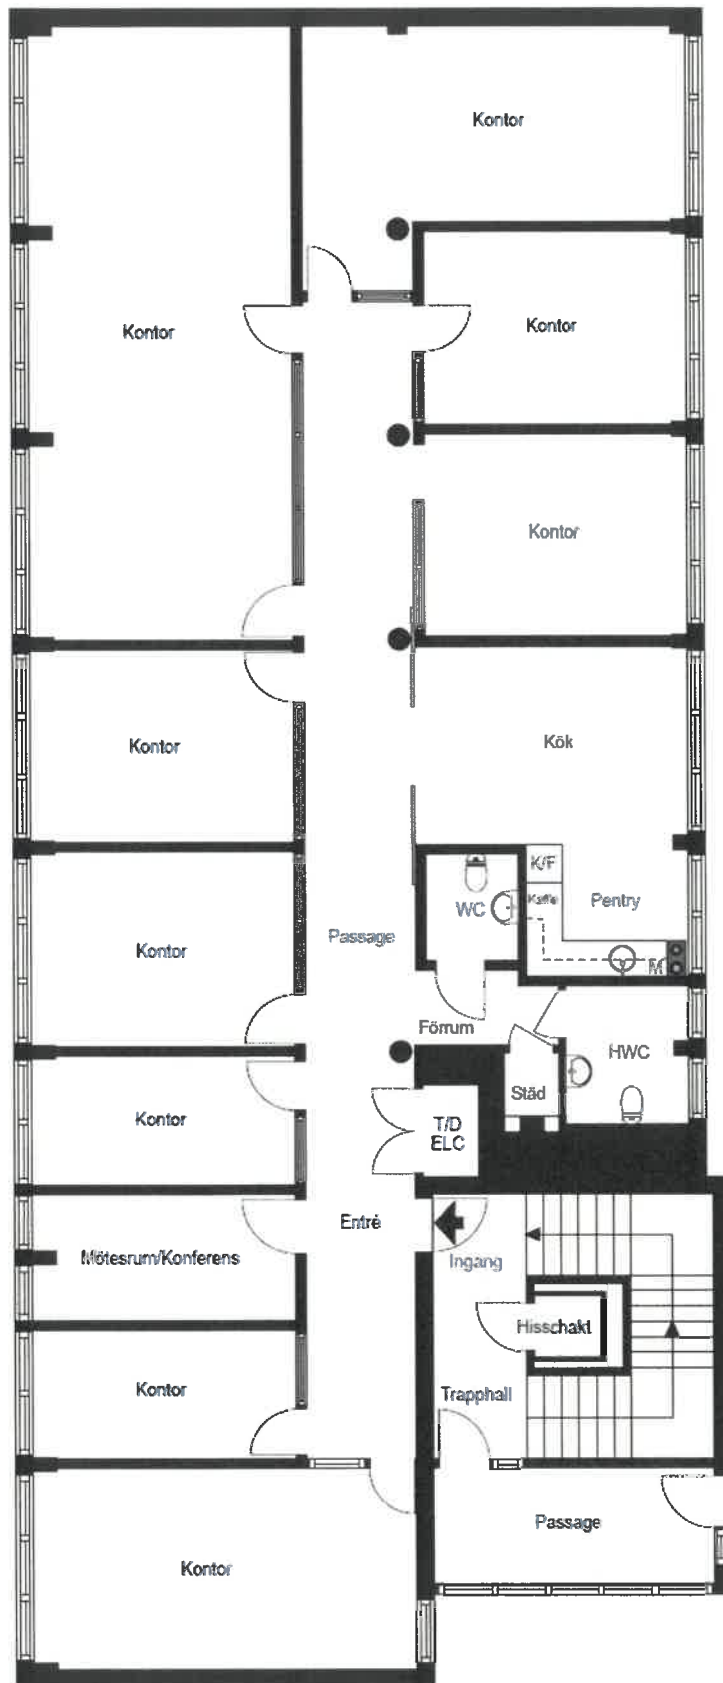 Kontor
Kontor
Kontor
Kontor
Kök
Kontor
K/F
Kaffe
Pentry
WC
Passage
Kontor
M
Förrum
HWC
Städ
Kontor
T/D
ELC
Entré
Mötesrum/Konferens
Ingang
Hisschakt
Kontor
Trapphall
Passage
Kontor